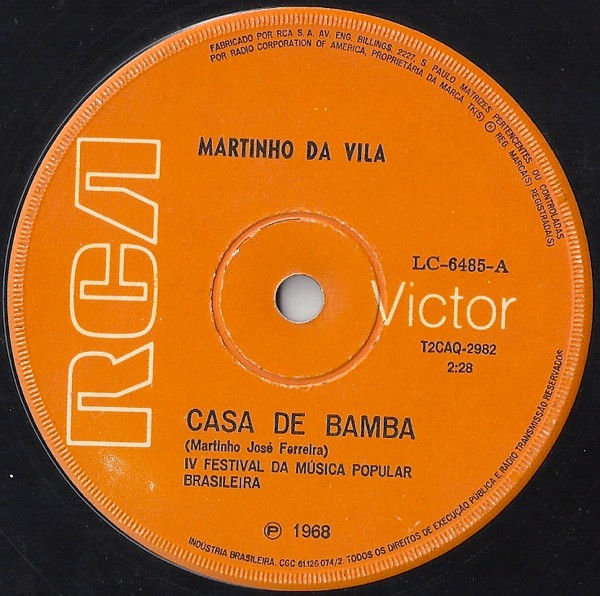 FABRICADO POR RCA S. A. AV. ENG. BILLINGS, 2227, S. PAULO. MATRIZES PERTENCENTES OU CONTROLADAS
POR RADIO CORPORATION OF AMERICA, PROPRIETÁRIA DA MARCA TK(S) ® REG. MARCA(S) REGISTRADA(S)
MARTINHO DA VILA
RCA
LC-6485-A
Victor
T2CAQ-2982
2:28
CASA DE BAMBA
(Martinho José Ferreira)
IV FESTIVAL DA MÚSICA POPULAR
BRASILEIRA
℗ 1968
INDÚSTRIA BRASILEIRA. CGC 61.126.074/2. TODOS OS DIREITOS DE EXECUÇÃO PÚBLICA E RÁDIO TRANSMISSÃO RESERVADOS